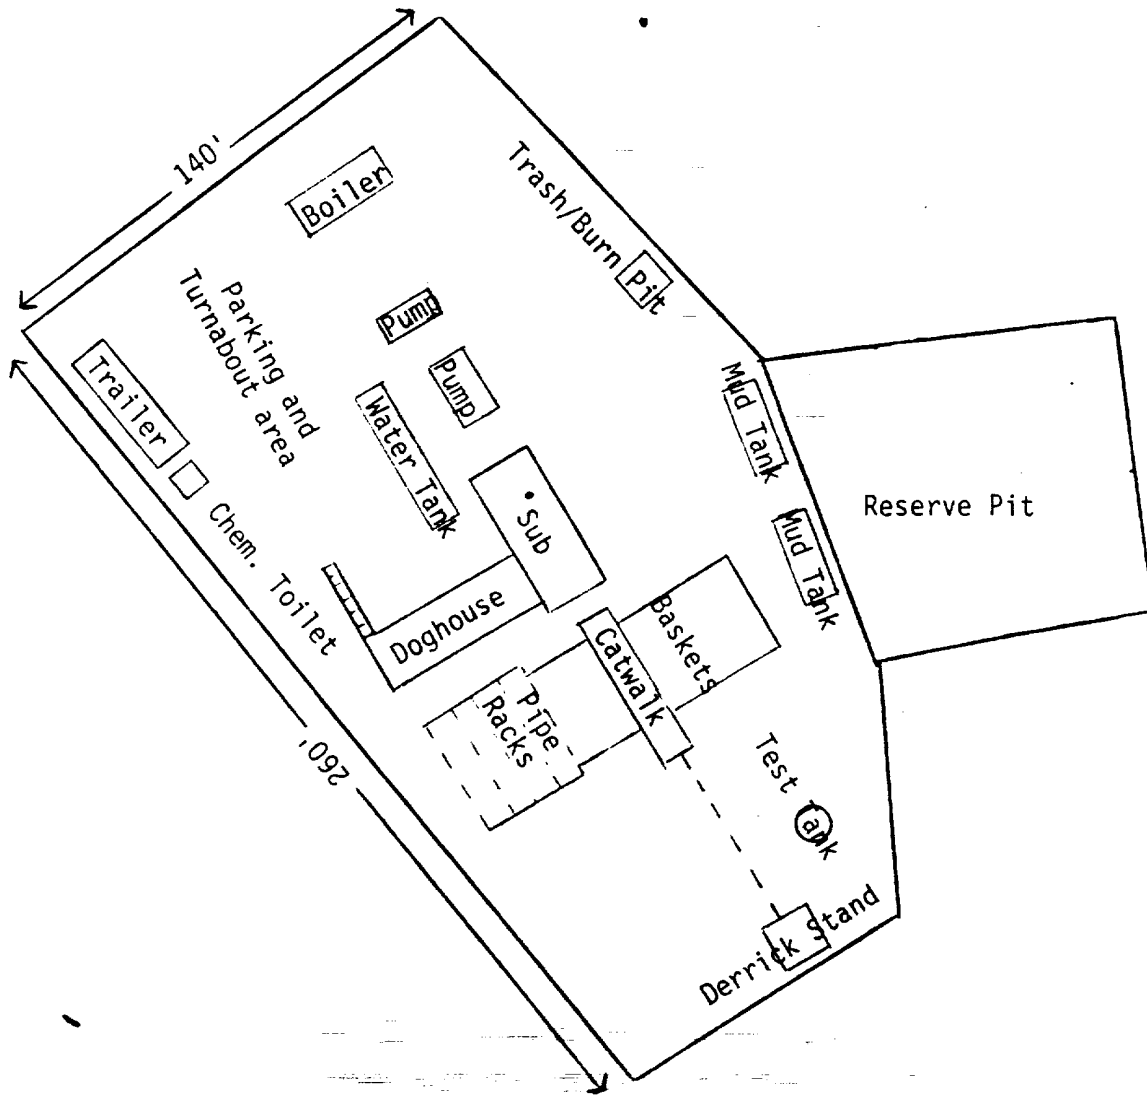 140'
Boiler
Trash/Burn Pit
Parking and
Turnabout area
Pump
Pump
Trailer
Water Tank
Mud Tank
Chem. Toilet
Sub
Reserve Pit
Mud Tank
Doghouse
Baskets
Catwalk
Pipe
Racks
260'
Test Tank
Derrick Stand